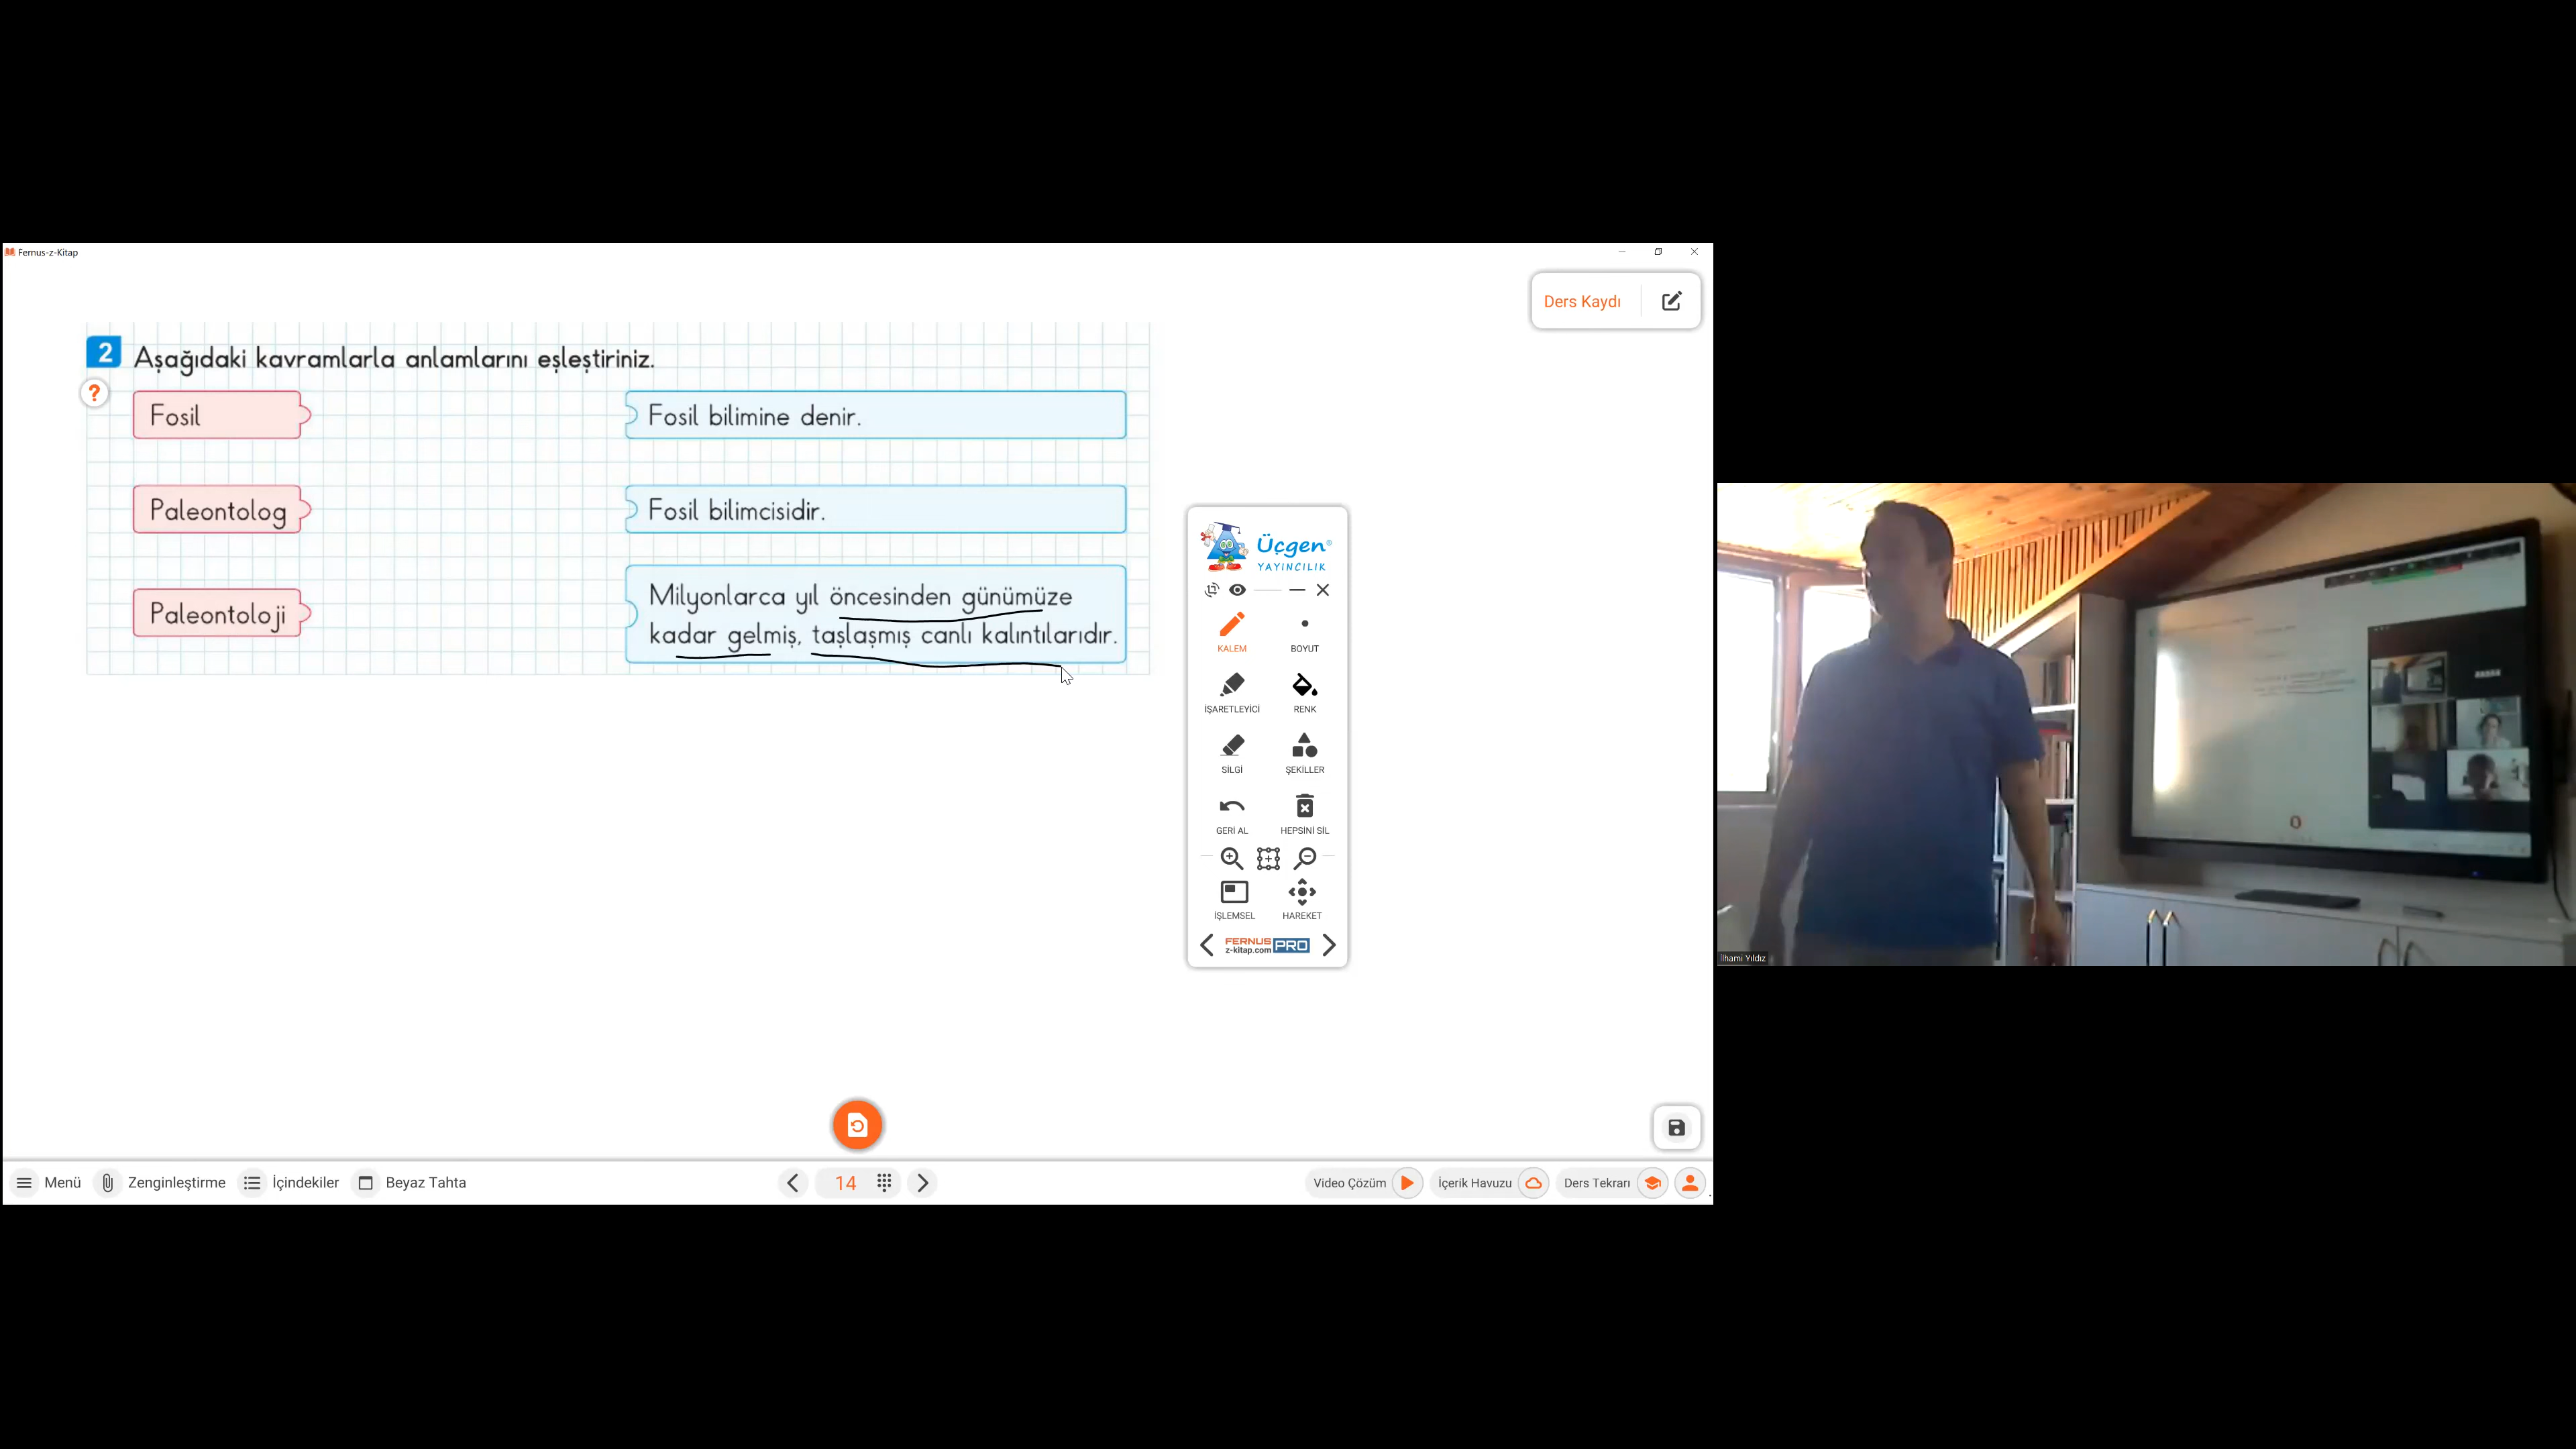 Fernus-z-Kitap
Ders Kaydı
2 Aşağıdaki kavramlarla anlamlarını eşleştiriniz.
?
Fosil
Fosil bilimine denir.
Paleontolog
Fosil bilimcisidir.
Paleontoloji
Milyonlarca yıl öncesinden günümüze
kadar gelmiş, taşlaşmış canlı kalıntılarıdır.
Üçgen®
YAYINCILIK
KALEM
BOYUT
İŞARETLEYİCİ
RENK
SİLGİ
ŞEKİLLER
GERİ AL
HEPSİNİ SİL
İŞLEMSEL
HAREKET
FERNUS
z-kitap.com
PRO
İlhami Yıldız
Menü
Zenginleştirme
İçindekiler
Beyaz Tahta
14
Video Çözüm
İçerik Havuzu
Ders Tekrarı